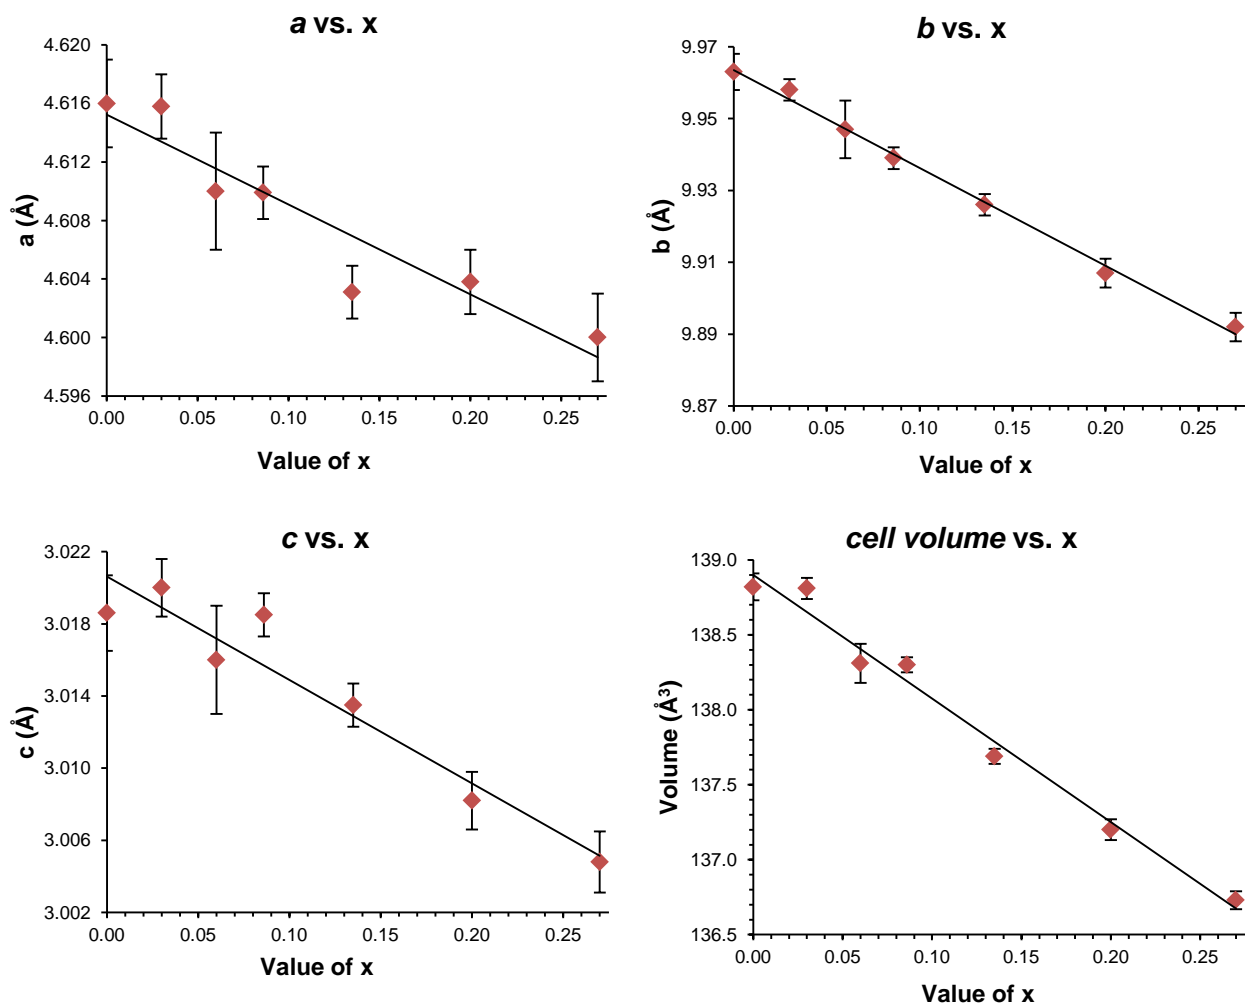 a vs. x
4.620
4.616
4.612
4.608
4.604
4.600
4.596
a (Å)
0.00 0.05 0.10 0.15 0.20 0.25
Value of x
b vs. x
9.97
9.95
9.93
9.91
9.89
9.87
b (Å)
0.00 0.05 0.10 0.15 0.20 0.25
Value of x
c vs. x
3.022
3.018
3.014
3.010
3.006
3.002
c (Å)
0.00 0.05 0.10 0.15 0.20 0.25
Value of x
cell volume vs. x
139.0
138.5
138.0
137.5
137.0
136.5
Volume (Å³)
0.00 0.05 0.10 0.15 0.20 0.25
Value of x